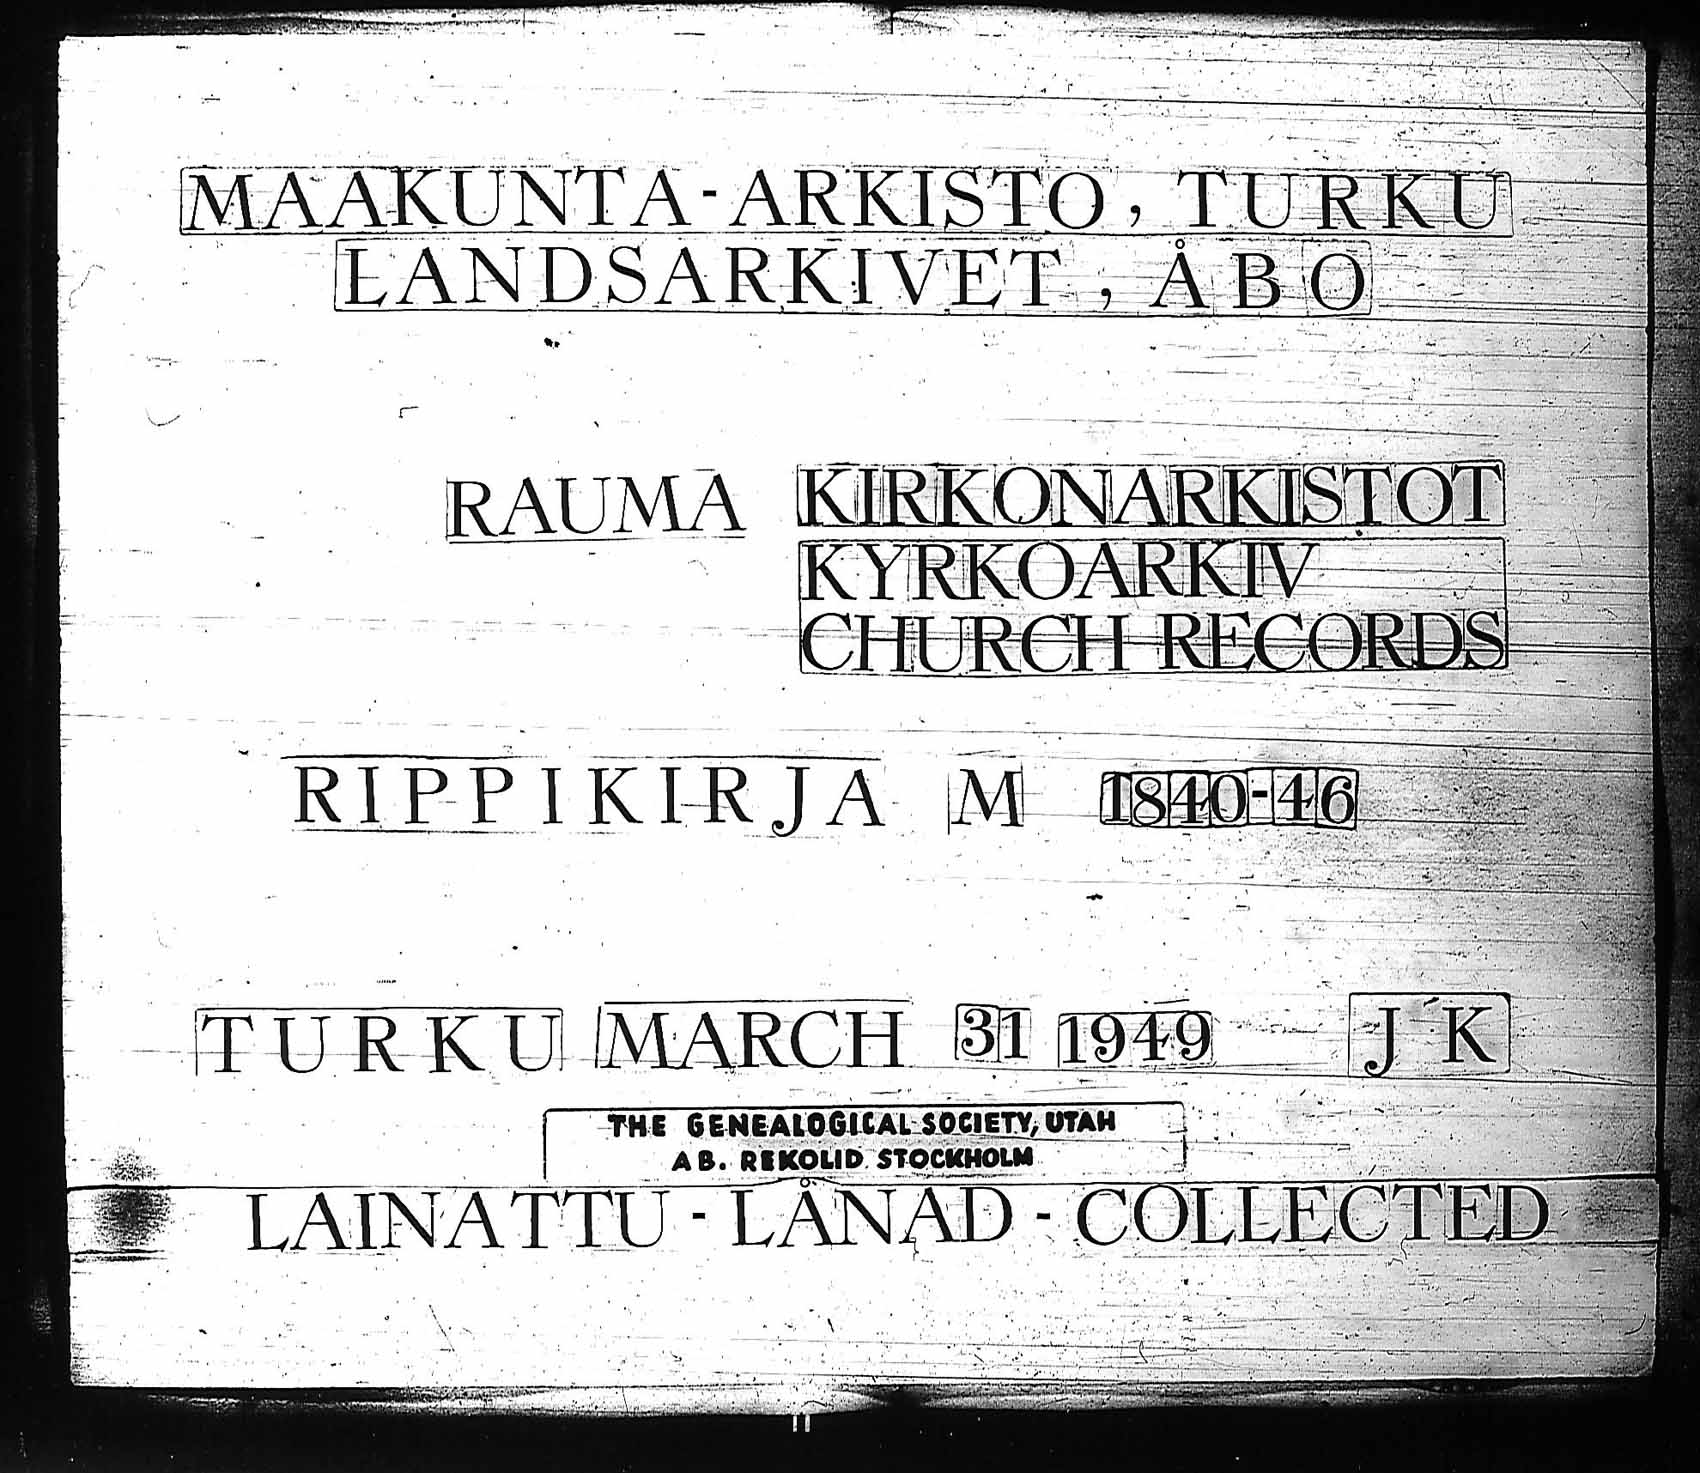 MAAKUNTA-ARKISTO, TURKU
LANDSARKIVET, ÅBO
RAUMA KIRKONARKISTOT
KYRKOARKIV
CHURCH RECORDS
RIPPIKIRJA M 1840-46
TURKU MARCH 31 1949 J K
THE GENEALOGICAL SOCIETY, UTAH
AB. REKOLID STOCKHOLM
LAINATTU - LÅNAD - COLLECTED